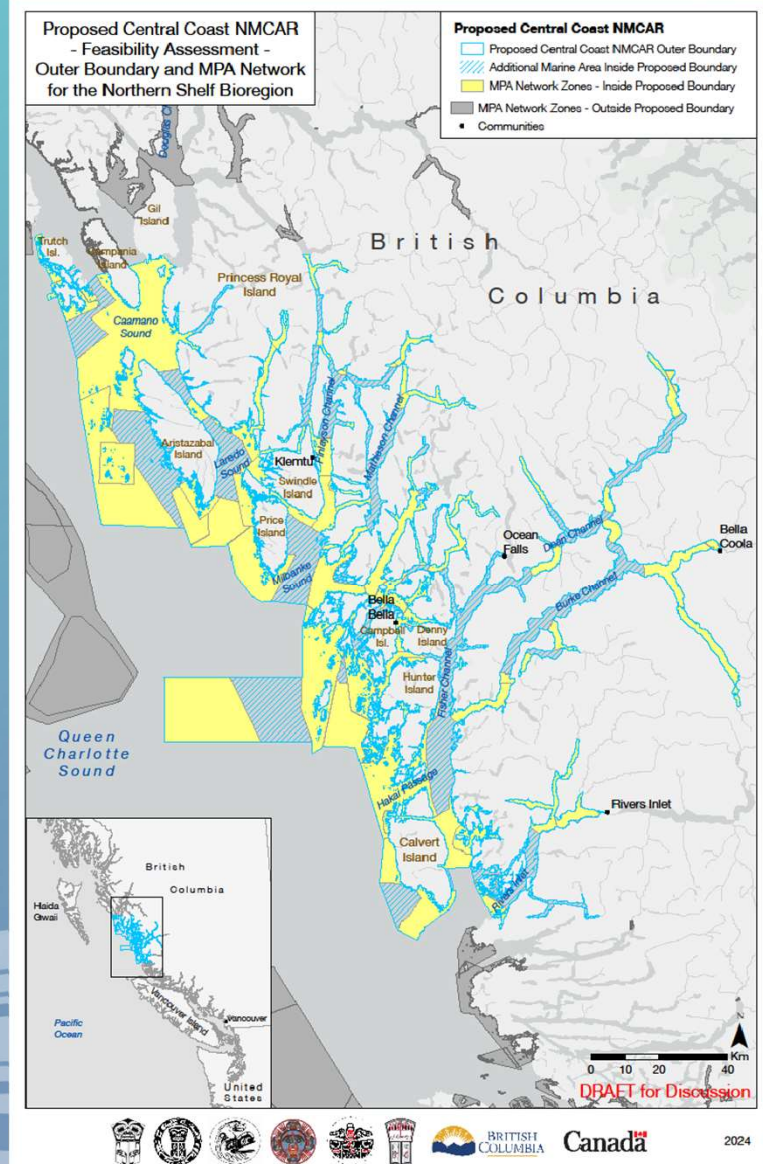 Proposed Central Coast NMCAR
- Feasibility Assessment -
Outer Boundary and MPA Network
for the Northern Shelf Bioregion
Proposed Central Coast NMCAR
Proposed Central Coast NMCAR Outer Boundary
Additional Marine Area Inside Proposed Boundary
MPA Network Zones - Inside Proposed Boundary
MPA Network Zones - Outside Proposed Boundary
Communities
Gil
Island
Trutch
Isl.
Island
British
Columbia
Princess Royal
Island
Caamano
Sound
Aristazabal
Island
Laredo
Sound
Klemtu
Swindle
Island
Finlayson Channel
Matheson Channel
Price
Island
Milbanke
Sound
Ocean
Falls
Dean Channel
Bella
Coola
Burke Channel
Bella
Bella
Campbell
Isl.
Denny
Island
Hunter
Island
Fisher Channel
Queen
Charlotte
Sound
Hakai Passage
Calvert
Island
Rivers Inlet
Rivers Inlet
British
Columbia
Haida
Gwaii
Vancouver Island
Vancouver
Pacific
Ocean
United
States
N
Km
0 10 20 40
DRAFT for Discussion
BRITISH
COLUMBIA
Canada
2024